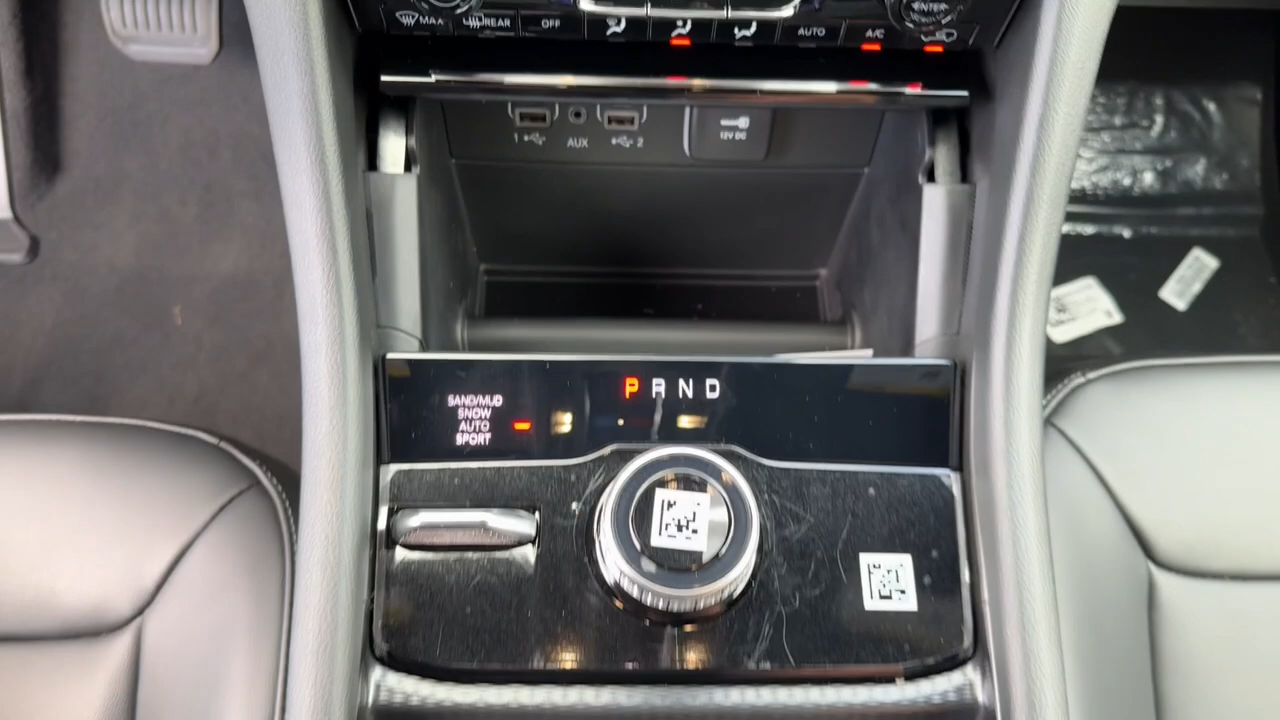 MAX
REAR
OFF
AUTO
A/C
ENTER
1
AUX
2
12V DC
P R N D
SAND/MUD
SNOW
AUTO
SPORT